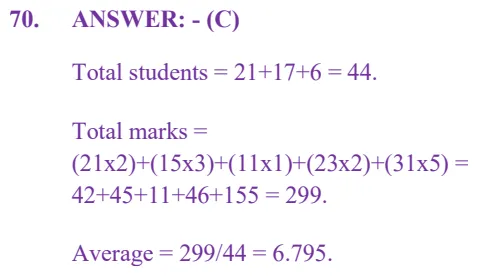 70. ANSWER: - (C)
Total students = 21+17+6 = 44.
Total marks =
(21x2)+(15x3)+(11x1)+(23x2)+(31x5) =
42+45+11+46+155 = 299.
Average = 299/44 = 6.795.